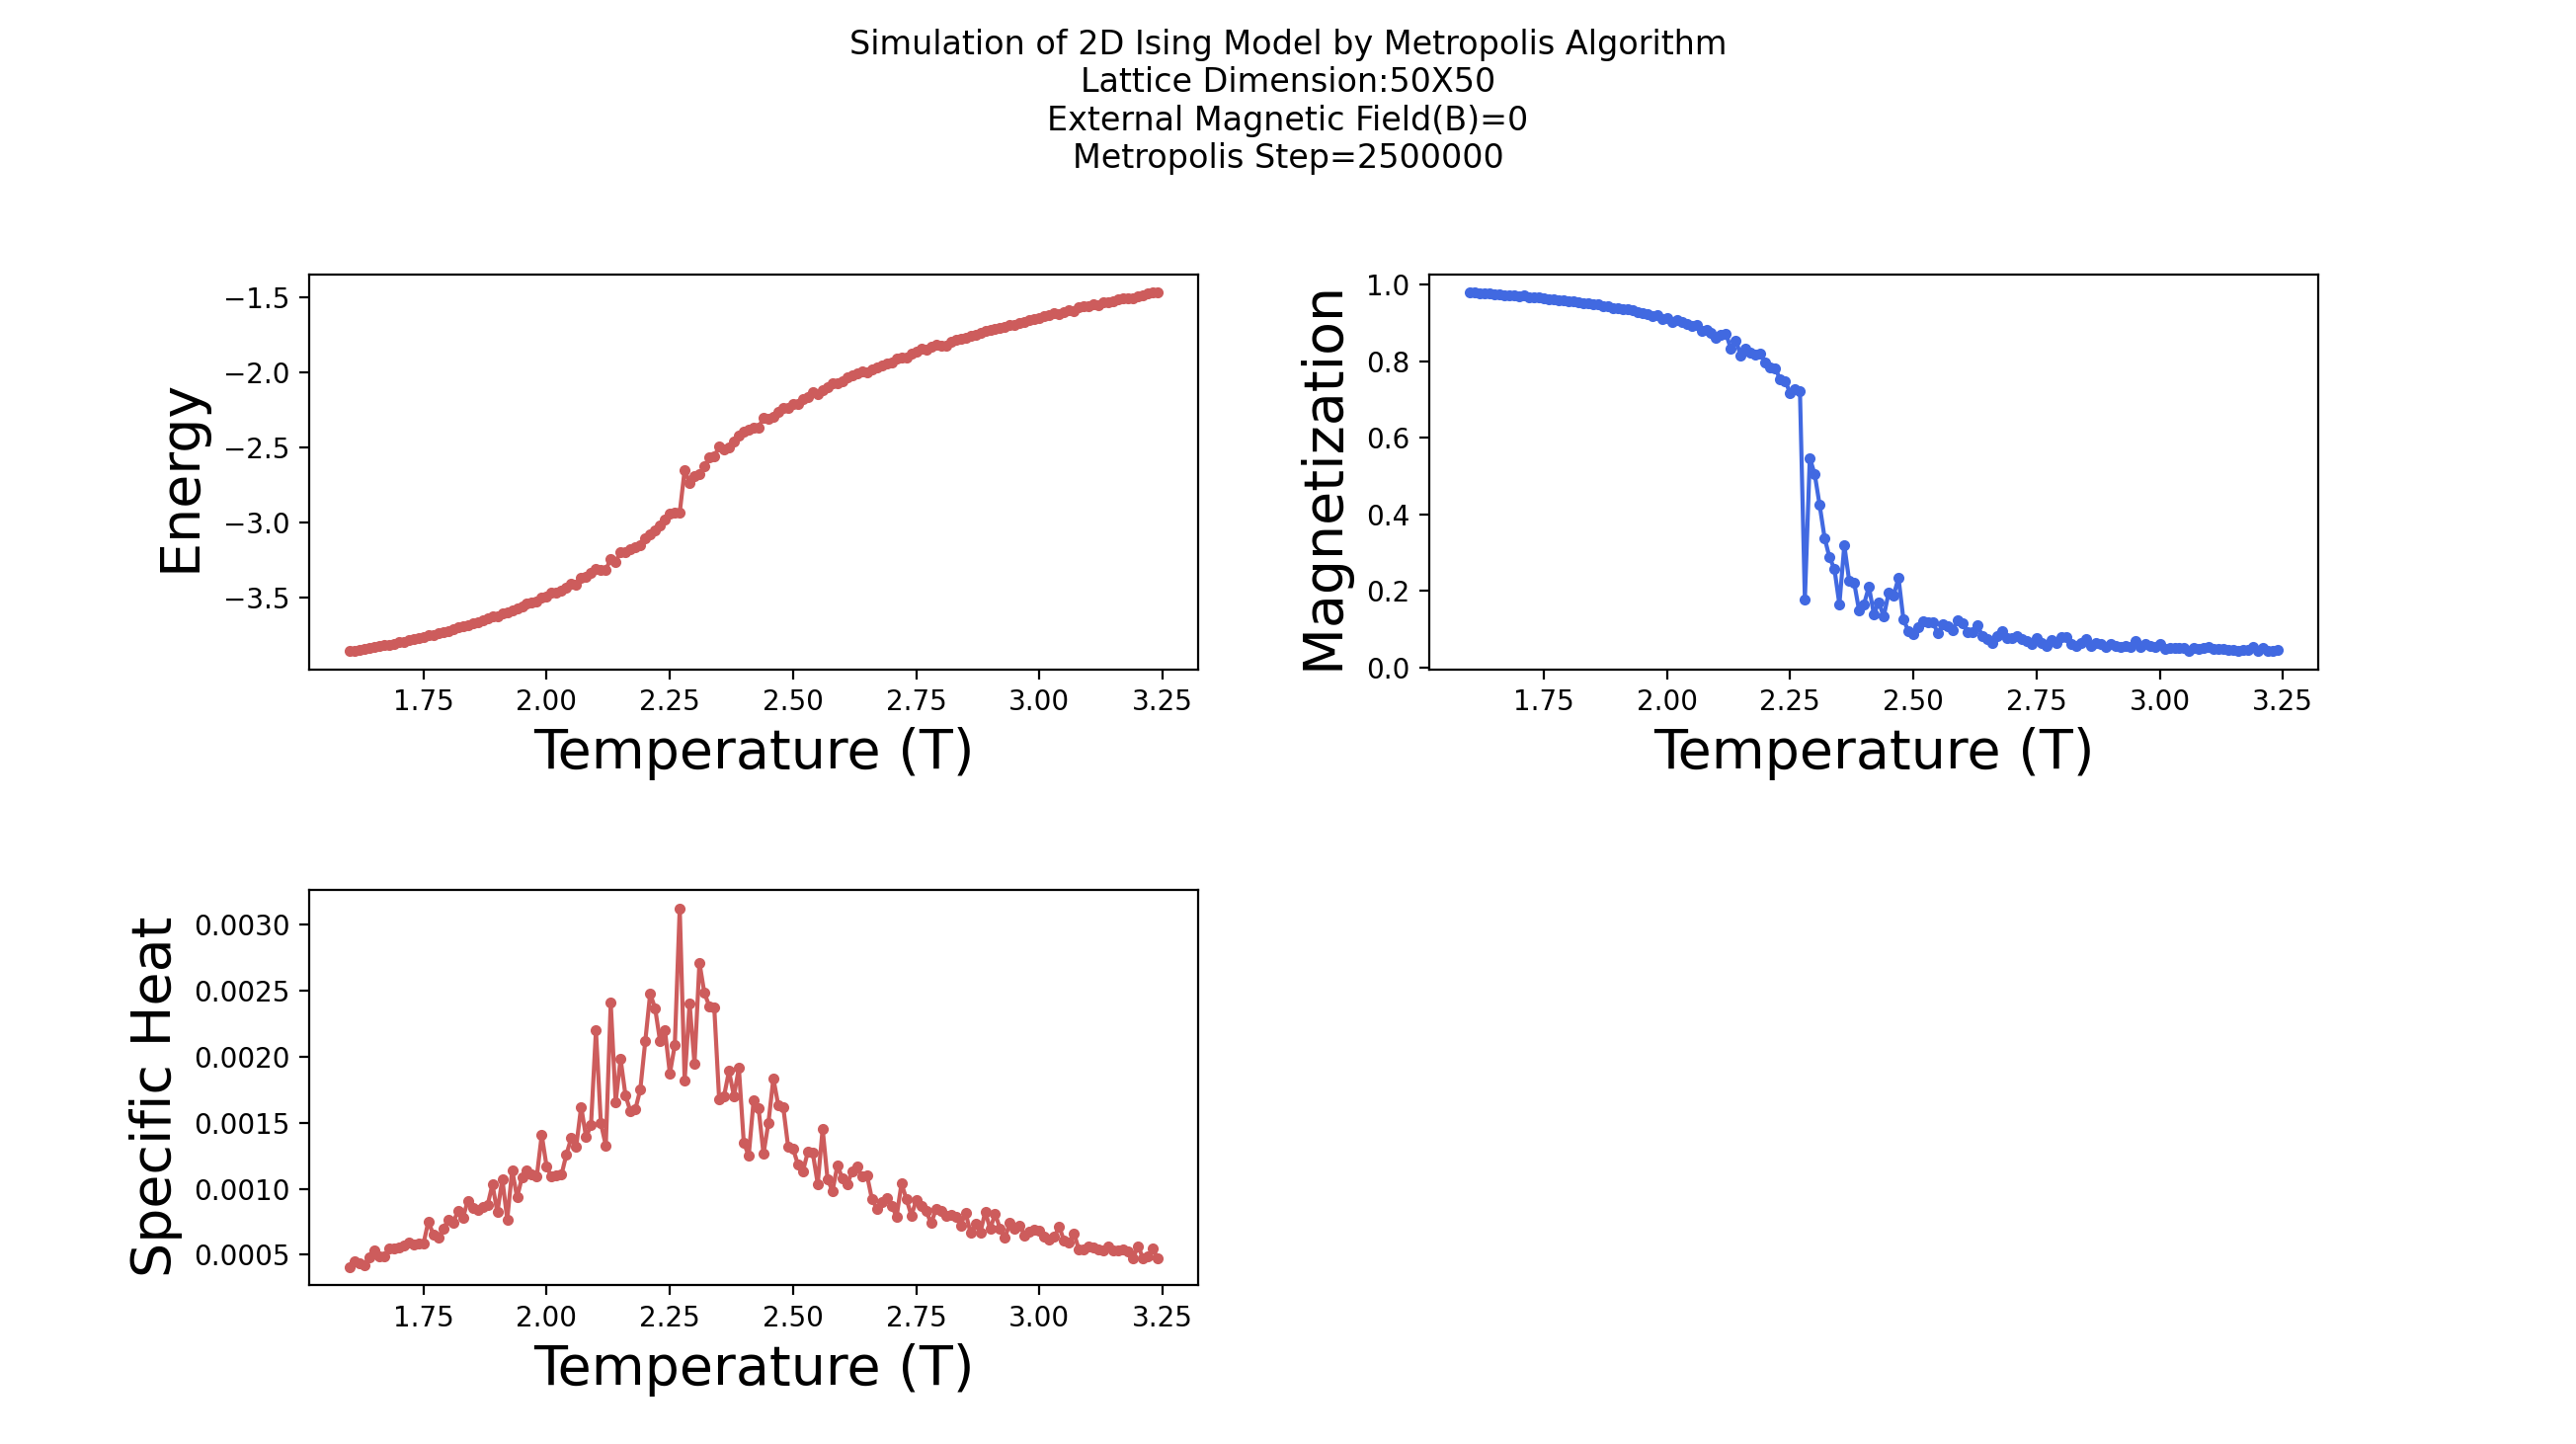 Simulation of 2D Ising Model by Metropolis Algorithm
Lattice Dimension:50X50
External Magnetic Field(B)=0
Metropolis Step=2500000
Energy
−1.5
−2.0
−2.5
−3.0
−3.5
1.75 2.00 2.25 2.50 2.75 3.00 3.25
Temperature (T)
Magnetization
1.0
0.8
0.6
0.4
0.2
0.0
1.75 2.00 2.25 2.50 2.75 3.00 3.25
Temperature (T)
Specific Heat
0.0030
0.0025
0.0020
0.0015
0.0010
0.0005
1.75 2.00 2.25 2.50 2.75 3.00 3.25
Temperature (T)